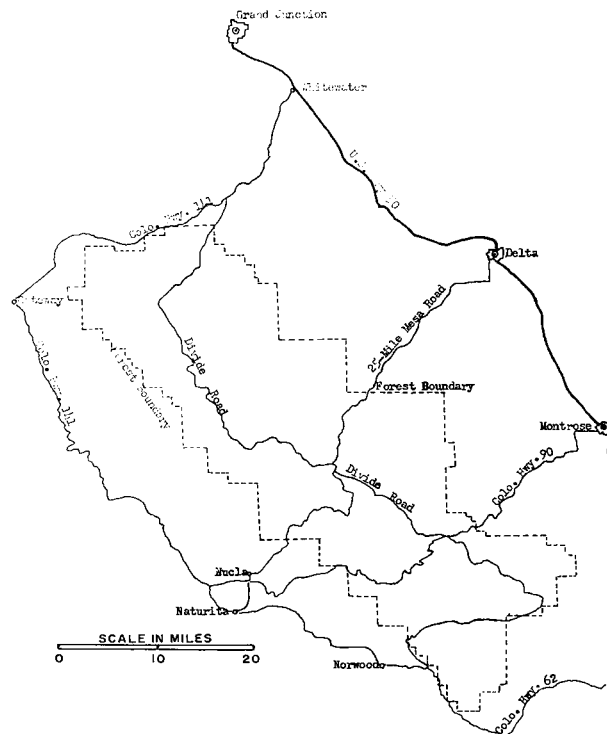 Grand Junction
Whitewater
U.S.
Colo. Hwy. 141
Delta
25-Mile Mesa Road
Divide
Road
Forest Boundary
Colo. Hwy. 141
Forest Boundary
Montrose
Colo. Hwy. 90
Divide Road
Nucla
Naturita
SCALE IN MILES
0 10 20
Norwood
Colo. Hwy. 62